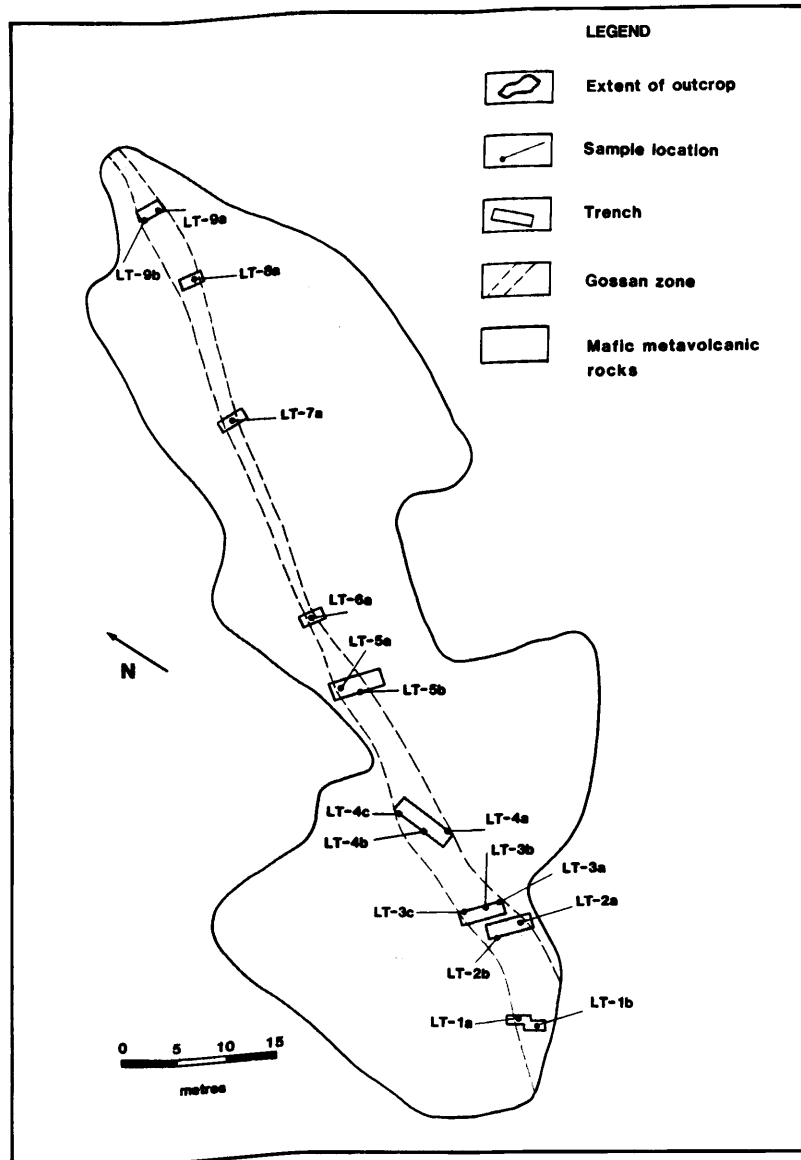 LEGEND
Extent of outcrop
Sample location
Trench
Gossan zone
Mafic metavolcanic
rocks
LT-9a
LT-9b
LT-8a
LT-7a
LT-6a
LT-5a
LT-5b
N
LT-4c
LT-4a
LT-4b
LT-3b
LT-3a
LT-3c
LT-2a
LT-2b
LT-1a
LT-1b
0 5 10 15
metres